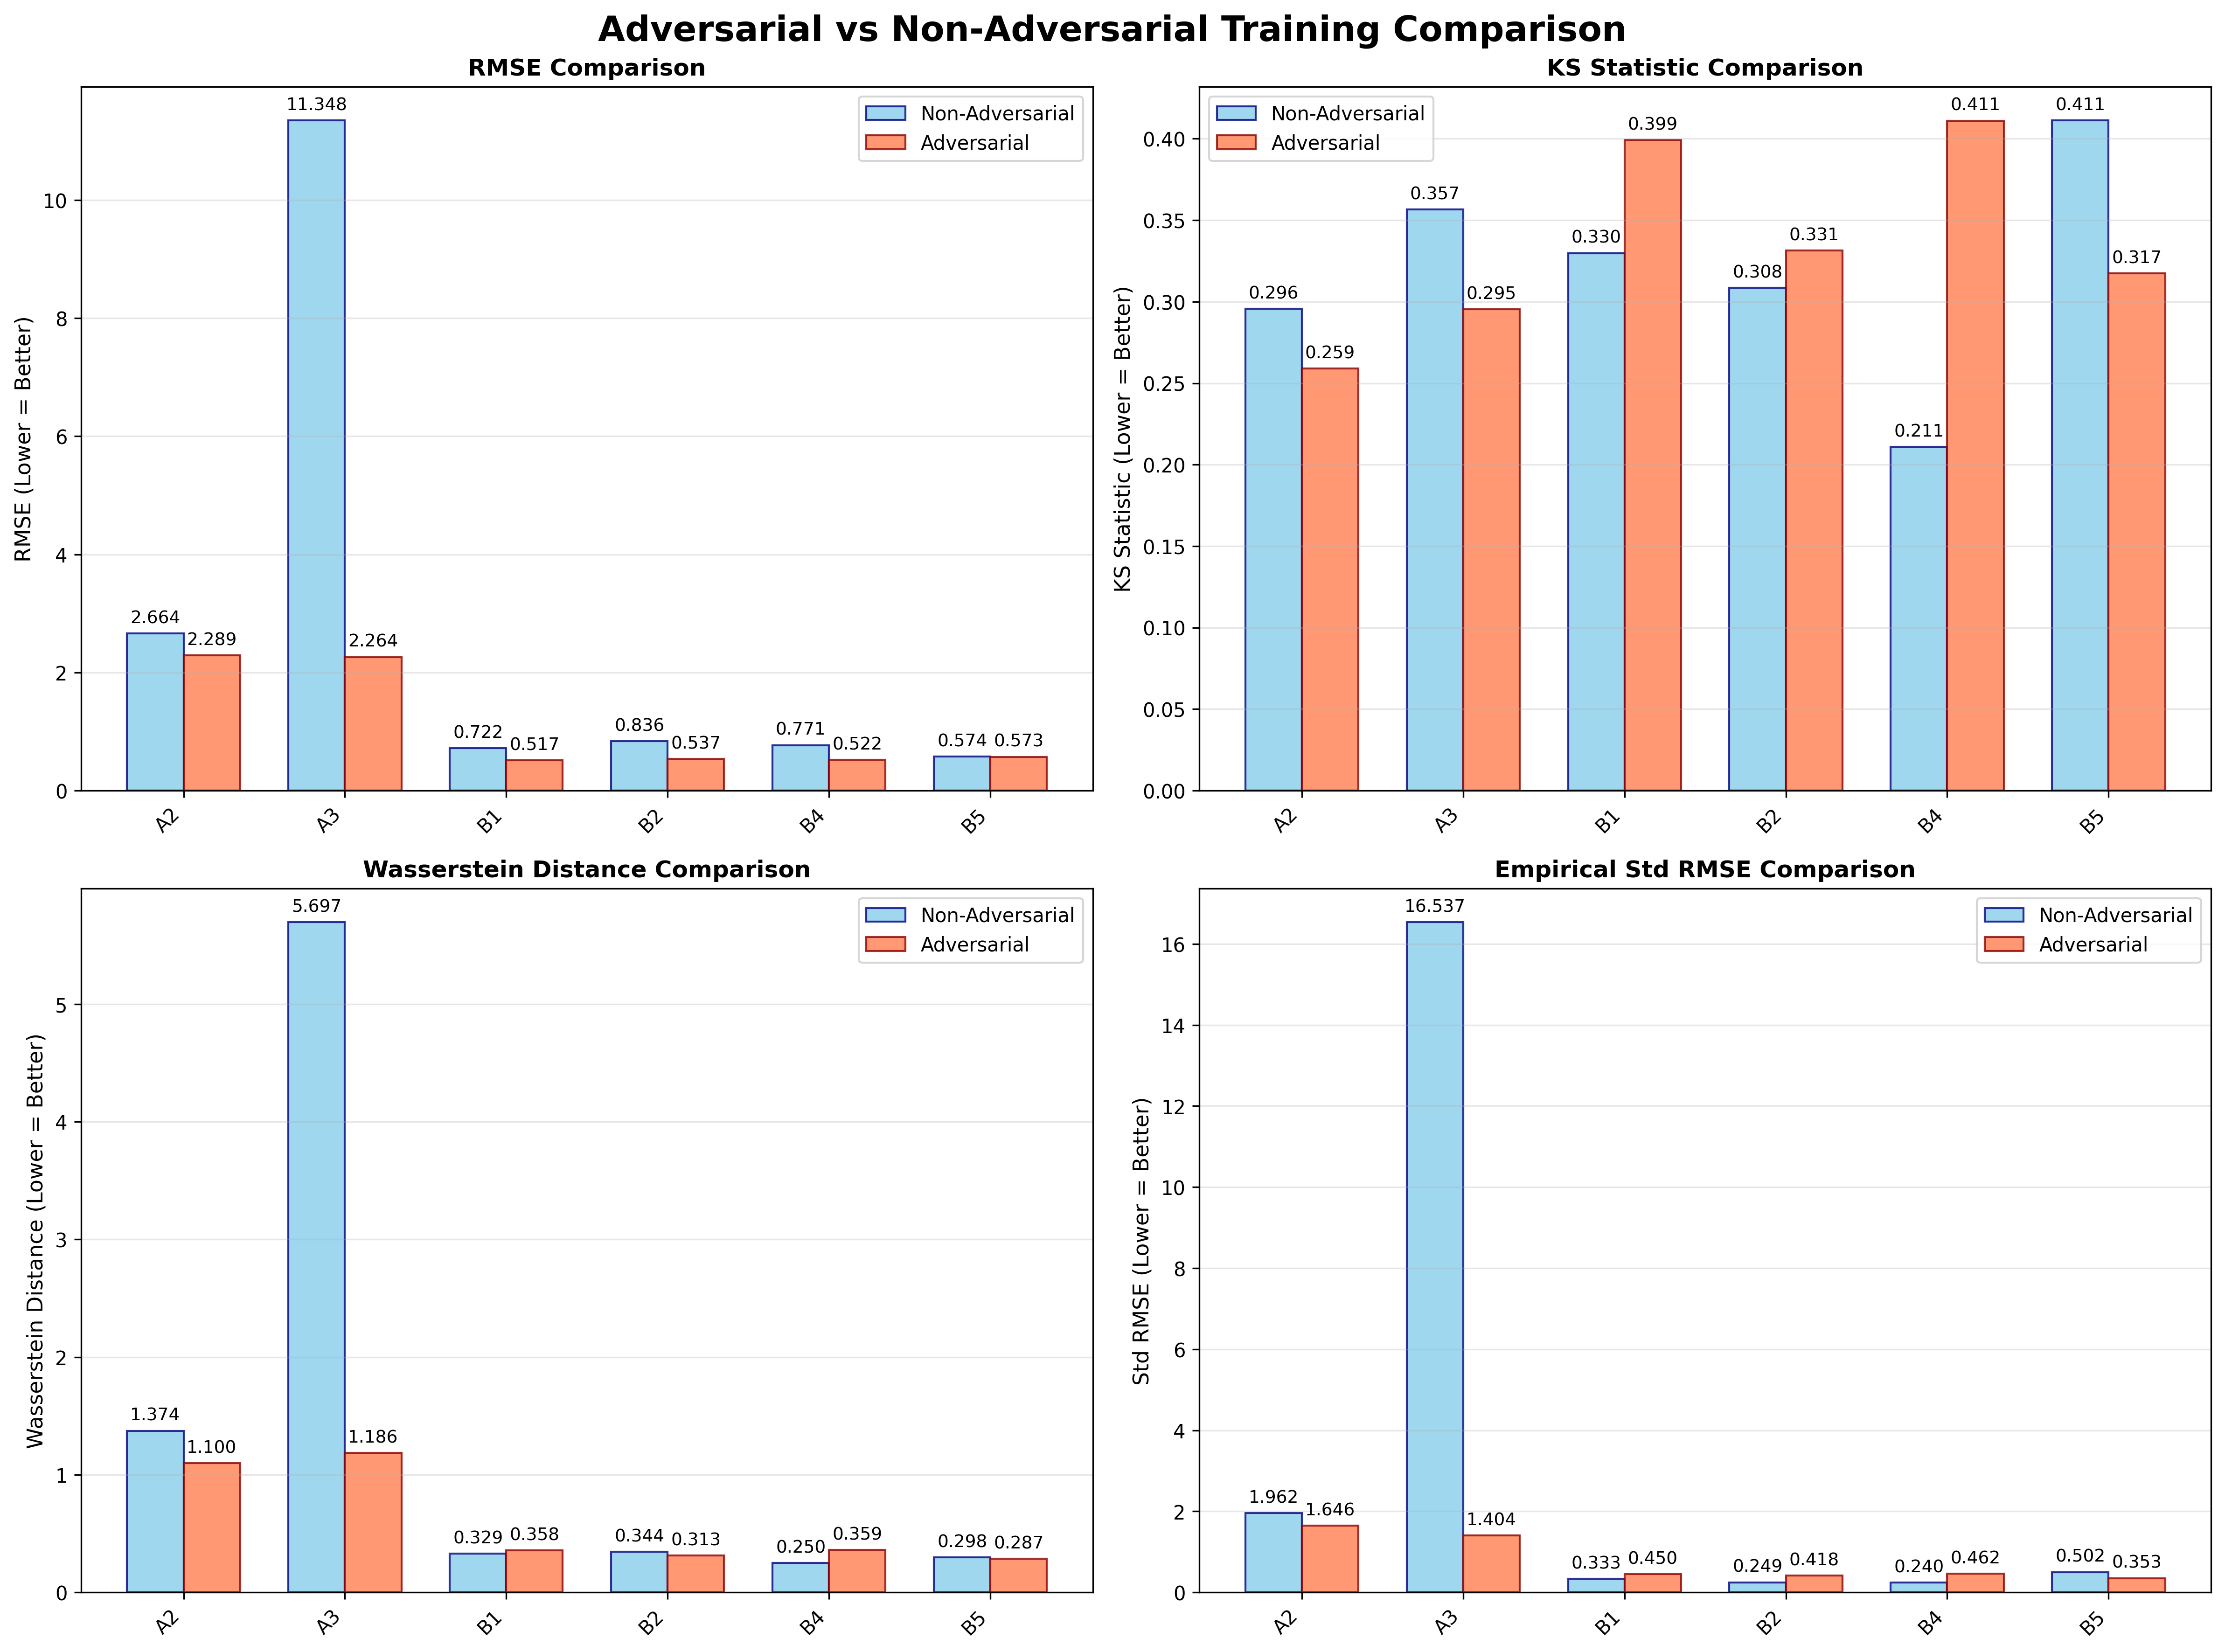 Adversarial vs Non-Adversarial Training Comparison
RMSE Comparison
RMSE (Lower = Better)
Non-Adversarial
Adversarial
10
8
6
4
2
0
2.664
2.289
11.348
2.264
0.722
0.517
0.836
0.537
0.771
0.522
0.574
0.573
A2
A3
B1
B2
B4
B5
KS Statistic Comparison
KS Statistic (Lower = Better)
Non-Adversarial
Adversarial
0.40
0.35
0.30
0.25
0.20
0.15
0.10
0.05
0.00
0.296
0.259
0.357
0.295
0.330
0.399
0.308
0.331
0.211
0.411
0.411
0.317
A2
A3
B1
B2
B4
B5
Wasserstein Distance Comparison
Wasserstein Distance (Lower = Better)
Non-Adversarial
Adversarial
5
4
3
2
1
0
1.374
1.100
5.697
1.186
0.329
0.358
0.344
0.313
0.250
0.359
0.298
0.287
A2
A3
B1
B2
B4
B5
Empirical Std RMSE Comparison
Std RMSE (Lower = Better)
Non-Adversarial
Adversarial
16
14
12
10
8
6
4
2
0
1.962
1.646
16.537
1.404
0.333
0.450
0.249
0.418
0.240
0.462
0.502
0.353
A2
A3
B1
B2
B4
B5